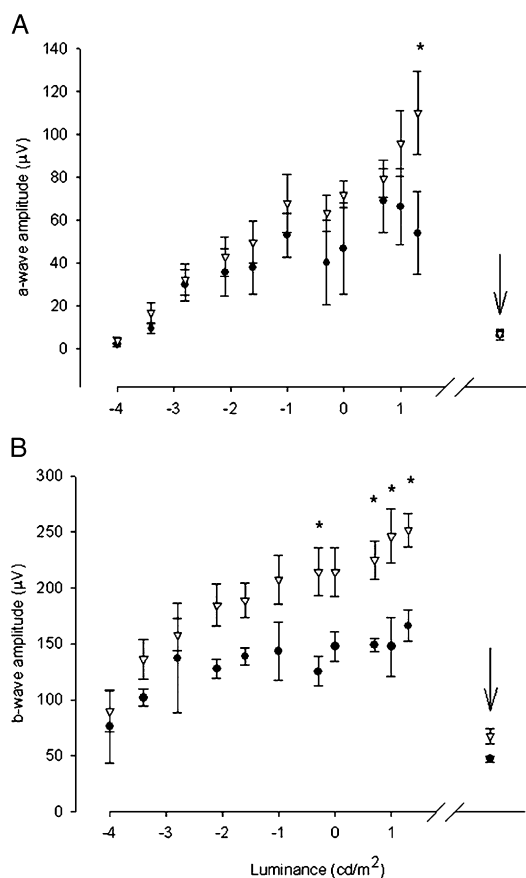 A
*
140
120
100
80
60
40
20
0
a-wave amplitude (µV)
-4 -3 -2 -1 0 1
B
300
250
200
150
100
50
0
b-wave amplitude (µV)
* * * *
-4 -3 -2 -1 0 1
Luminance (cd/m²)